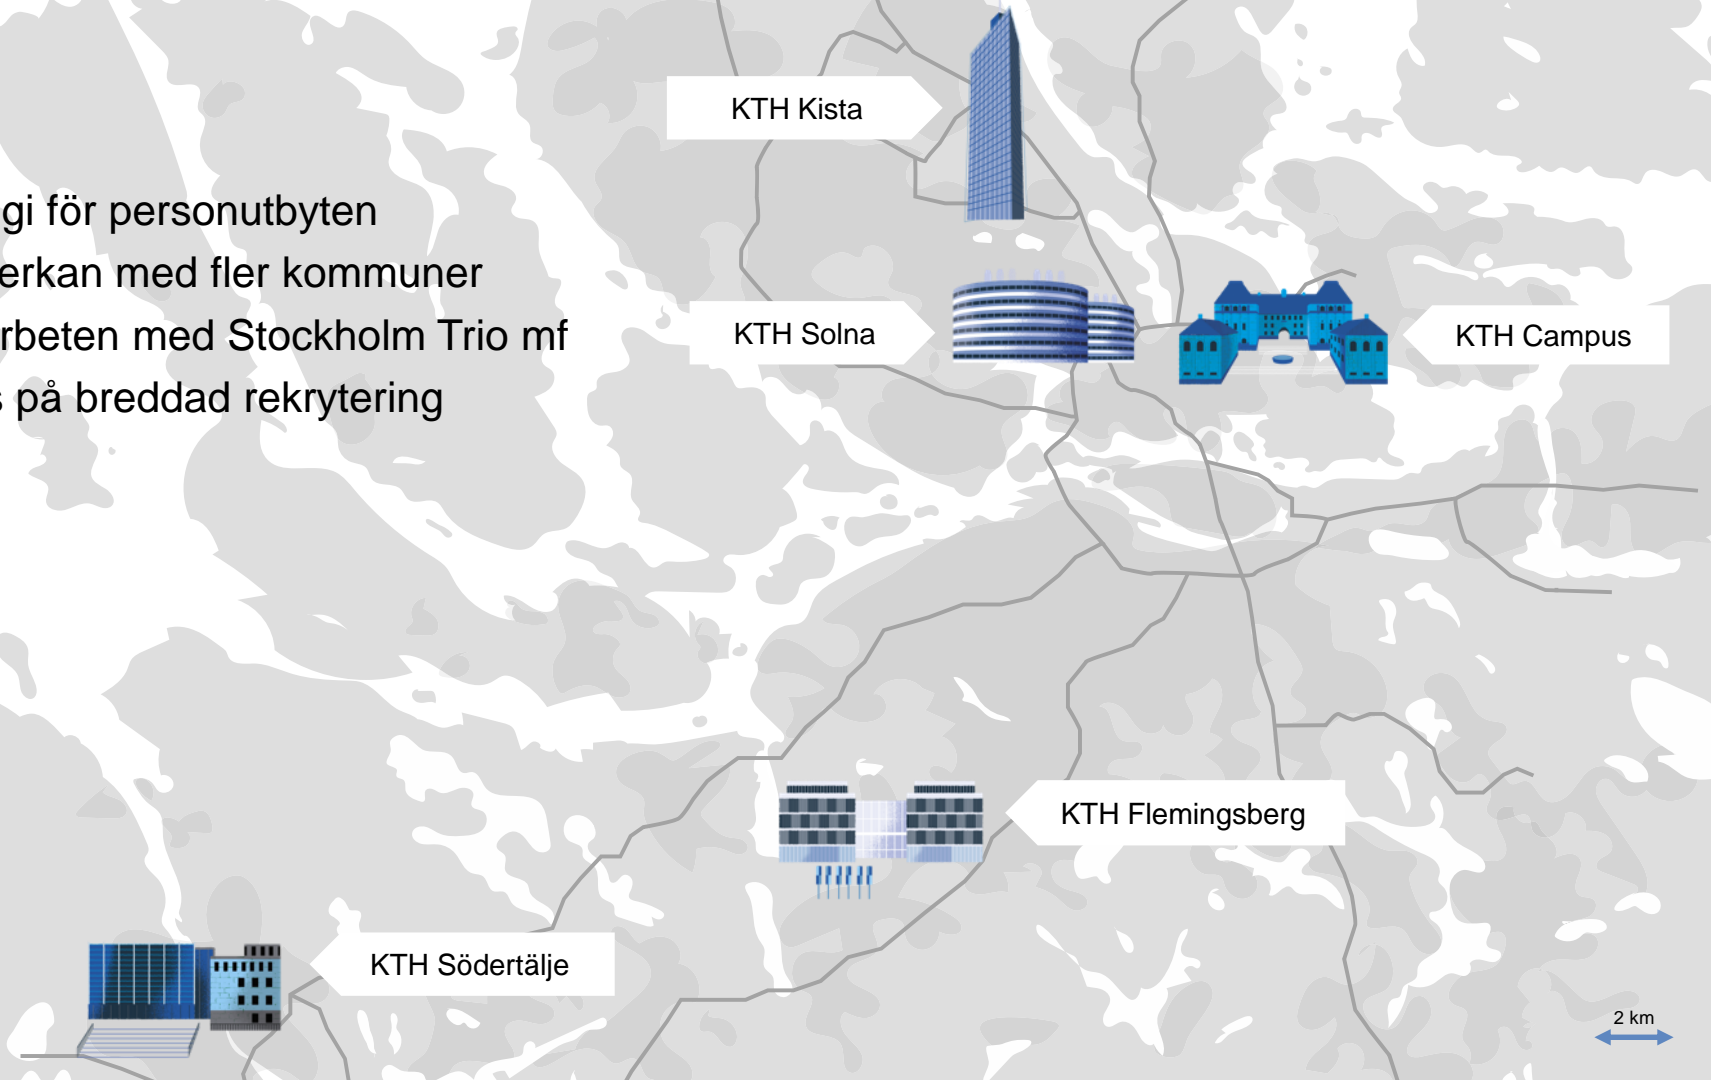 gi för personutbyten
erkan med fler kommuner
rbeten med Stockholm Trio mf
på breddad rekrytering
KTH Kista
KTH Solna
KTH Campus
KTH Flemingsberg
KTH Södertälje
2 km